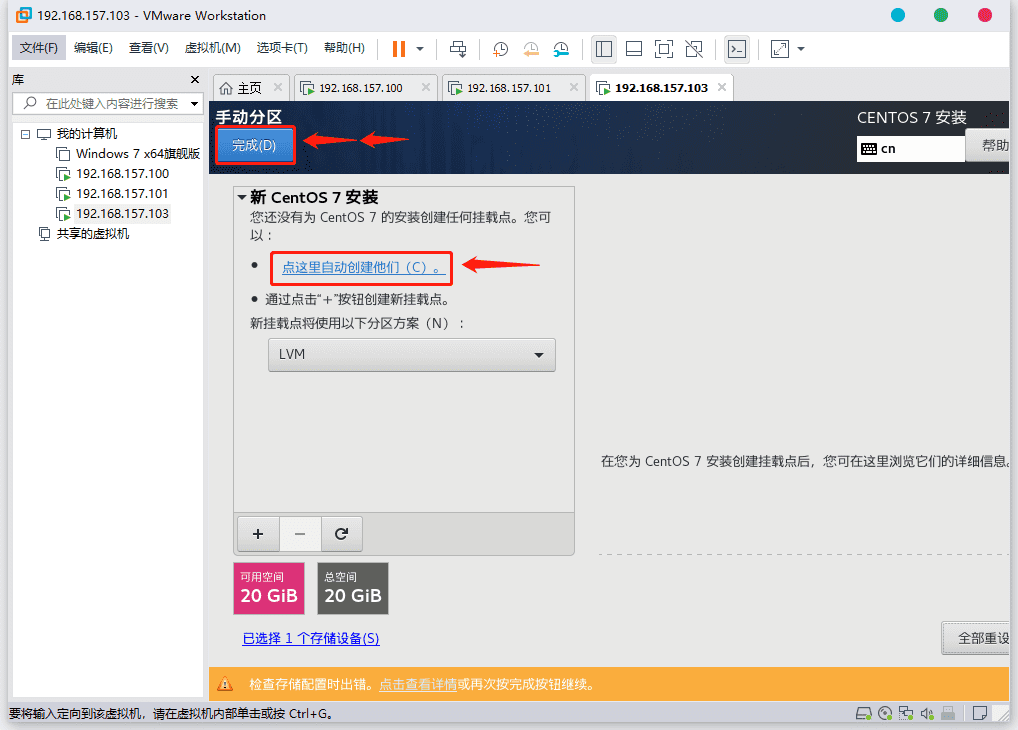 192.168.157.103 - VMware Workstation
文件(F) 编辑(E) 查看(V) 虚拟机(M) 选项卡(T) 帮助(H)
库
在此处键入内容进行搜索
我的计算机
Windows 7 x64旗舰版
192.168.157.100
192.168.157.101
192.168.157.103
共享的虚拟机
主页 192.168.157.100 192.168.157.101 192.168.157.103
手动分区
完成(D)
CENTOS 7 安装
cn
帮助
新 CentOS 7 安装
您还没有为 CentOS 7 的安装创建任何挂载点。您可
以：
点这里自动创建他们（C）。
通过点击“+”按钮创建新挂载点。
新挂载点将使用以下分区方案（N）：
LVM
在您为 CentOS 7 安装创建挂载点后，您可在这里浏览它们的详细信息。
可用空间
20 GiB
总空间
20 GiB
已选择 1 个存储设备(S)
全部重设
检查存储配置时出错。点击查看详情或再次按完成按钮继续。
要将输入定向到该虚拟机，请在虚拟机内部单击或按 Ctrl+G。